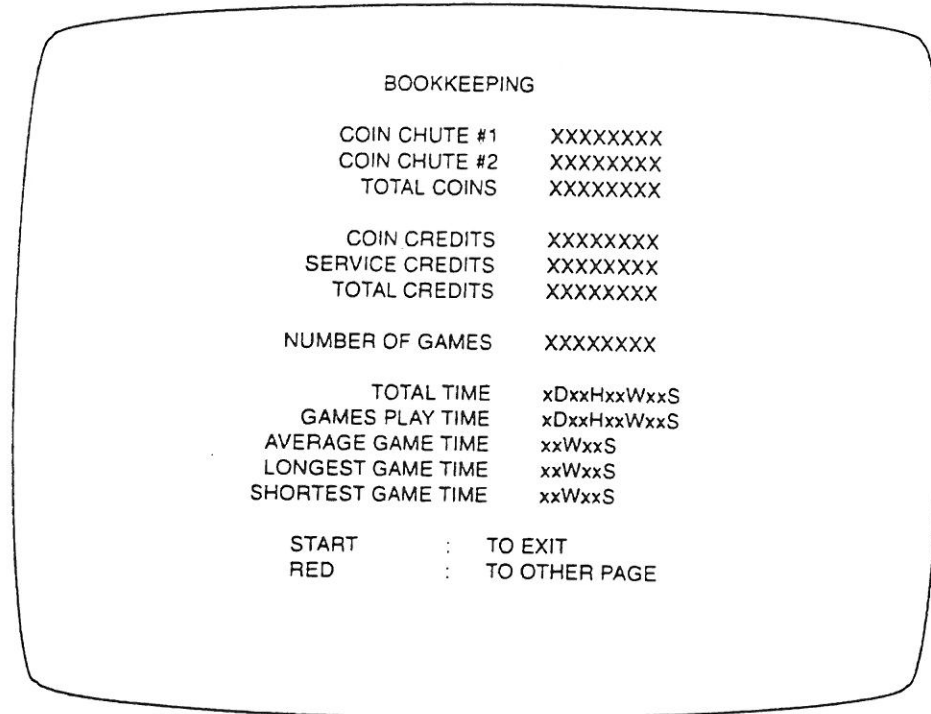 BOOKKEEPING
COIN CHUTE #1 XXXXXXXX
COIN CHUTE #2 XXXXXXXX
TOTAL COINS XXXXXXXX
COIN CREDITS XXXXXXXX
SERVICE CREDITS XXXXXXXX
TOTAL CREDITS XXXXXXXX
NUMBER OF GAMES XXXXXXXX
TOTAL TIME xDxxHxxWxxS
GAMES PLAY TIME xDxxHxxWxxS
AVERAGE GAME TIME xxWxxS
LONGEST GAME TIME xxWxxS
SHORTEST GAME TIME xxWxxS
START : TO EXIT
RED : TO OTHER PAGE